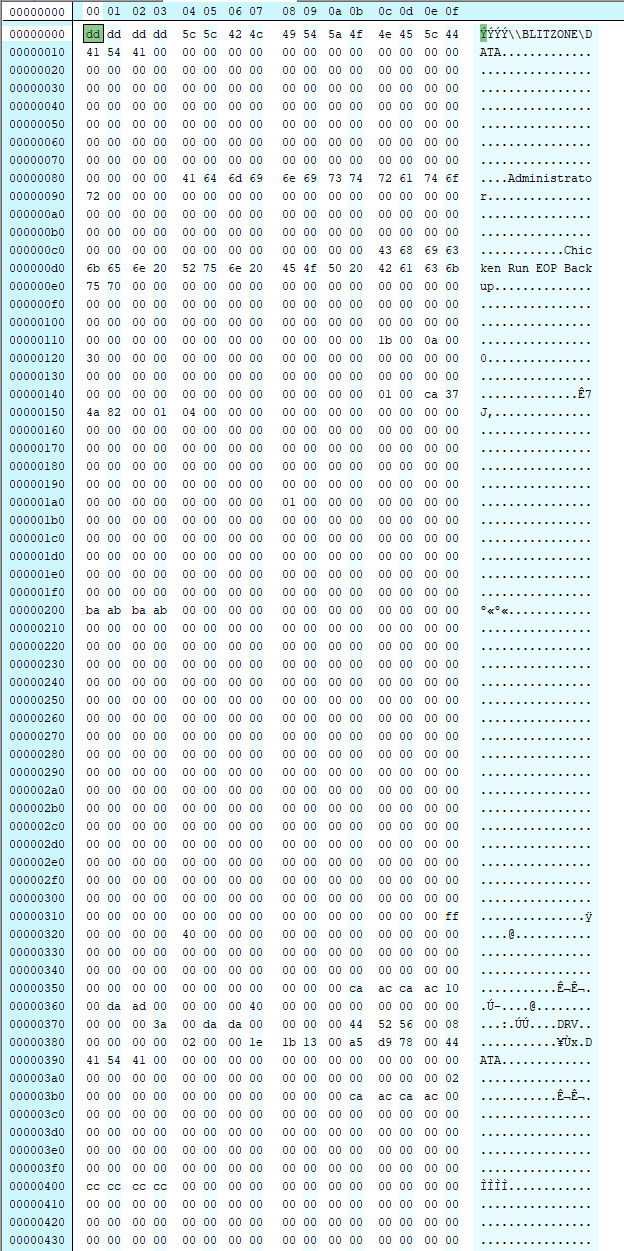 00000000 00 01 02 03 04 05 06 07 08 09 0a 0b 0c 0d 0e 0f
00000000 dd dd dd dd 5c 5c 42 4c 49 54 5a 4f 4e 45 5c 44 ÝÝÝÝ\\BLITZONE\D
00000010 41 54 41 00 00 00 00 00 00 00 00 00 00 00 00 00 ATA.............
00000020 00 00 00 00 00 00 00 00 00 00 00 00 00 00 00 00 ................
00000030 00 00 00 00 00 00 00 00 00 00 00 00 00 00 00 00 ................
00000040 00 00 00 00 00 00 00 00 00 00 00 00 00 00 00 00 ................
00000050 00 00 00 00 00 00 00 00 00 00 00 00 00 00 00 00 ................
00000060 00 00 00 00 00 00 00 00 00 00 00 00 00 00 00 00 ................
00000070 00 00 00 00 00 00 00 00 00 00 00 00 00 00 00 00 ................
00000080 00 00 00 00 41 64 6d 69 6e 69 73 74 72 61 74 6f ....Administrato
00000090 72 00 00 00 00 00 00 00 00 00 00 00 00 00 00 00 r...............
000000a0 00 00 00 00 00 00 00 00 00 00 00 00 00 00 00 00 ................
000000b0 00 00 00 00 00 00 00 00 00 00 00 00 00 00 00 00 ................
000000c0 00 00 00 00 00 00 00 00 00 00 00 00 43 68 69 63 ............Chic
000000d0 6b 65 6e 20 52 75 6e 20 45 4f 50 20 42 61 63 6b ken Run EOP Back
000000e0 75 70 00 00 00 00 00 00 00 00 00 00 00 00 00 00 up..............
000000f0 00 00 00 00 00 00 00 00 00 00 00 00 00 00 00 00 ................
00000100 00 00 00 00 00 00 00 00 00 00 00 00 00 00 00 00 ................
00000110 00 00 00 00 00 00 00 00 00 00 00 00 1b 00 0a 00 ................
00000120 30 00 00 00 00 00 00 00 00 00 00 00 00 00 00 00 0...............
00000130 00 00 00 00 00 00 00 00 00 00 00 00 00 00 00 00 ................
00000140 00 00 00 00 00 00 00 00 00 00 00 00 01 00 ca 37 ..............Ê7
00000150 4a 82 00 01 04 00 00 00 00 00 00 00 00 00 00 00 J‚..............
00000160 00 00 00 00 00 00 00 00 00 00 00 00 00 00 00 00 ................
00000170 00 00 00 00 00 00 00 00 00 00 00 00 00 00 00 00 ................
00000180 00 00 00 00 00 00 00 00 00 00 00 00 00 00 00 00 ................
00000190 00 00 00 00 00 00 00 00 00 00 00 00 00 00 00 00 ................
000001a0 00 00 00 00 00 00 00 00 01 00 00 00 00 00 00 00 ................
000001b0 00 00 00 00 00 00 00 00 00 00 00 00 00 00 00 00 ................
000001c0 00 00 00 00 00 00 00 00 00 00 00 00 00 00 00 00 ................
000001d0 00 00 00 00 00 00 00 00 00 00 00 00 00 00 00 00 ................
000001e0 00 00 00 00 00 00 00 00 00 00 00 00 00 00 00 00 ................
000001f0 00 00 00 00 00 00 00 00 00 00 00 00 00 00 00 00 ................
00000200 ba ab ba ab 00 00 00 00 00 00 00 00 00 00 00 00 º«º«............
00000210 00 00 00 00 00 00 00 00 00 00 00 00 00 00 00 00 ................
00000220 00 00 00 00 00 00 00 00 00 00 00 00 00 00 00 00 ................
00000230 00 00 00 00 00 00 00 00 00 00 00 00 00 00 00 00 ................
00000240 00 00 00 00 00 00 00 00 00 00 00 00 00 00 00 00 ................
00000250 00 00 00 00 00 00 00 00 00 00 00 00 00 00 00 00 ................
00000260 00 00 00 00 00 00 00 00 00 00 00 00 00 00 00 00 ................
00000270 00 00 00 00 00 00 00 00 00 00 00 00 00 00 00 00 ................
00000280 00 00 00 00 00 00 00 00 00 00 00 00 00 00 00 00 ................
00000290 00 00 00 00 00 00 00 00 00 00 00 00 00 00 00 00 ................
000002a0 00 00 00 00 00 00 00 00 00 00 00 00 00 00 00 00 ................
000002b0 00 00 00 00 00 00 00 00 00 00 00 00 00 00 00 00 ................
000002c0 00 00 00 00 00 00 00 00 00 00 00 00 00 00 00 00 ................
000002d0 00 00 00 00 00 00 00 00 00 00 00 00 00 00 00 00 ................
000002e0 00 00 00 00 00 00 00 00 00 00 00 00 00 00 00 00 ................
000002f0 00 00 00 00 00 00 00 00 00 00 00 00 00 00 00 00 ................
00000300 00 00 00 00 00 00 00 00 00 00 00 00 00 00 00 00 ................
00000310 00 00 00 00 00 00 00 00 00 00 00 00 00 00 00 ff ...............ÿ
00000320 00 00 00 00 40 00 00 00 00 00 00 00 00 00 00 00 ....@...........
00000330 00 00 00 00 00 00 00 00 00 00 00 00 00 00 00 00 ................
00000340 00 00 00 00 00 00 00 00 00 00 00 00 00 00 00 00 ................
00000350 00 00 00 00 00 00 00 00 00 00 00 ca ac ca ac 10 ...........Ê¬Ê¬.
00000360 00 da ad 00 00 00 00 40 00 00 00 00 00 00 00 00 .Ú-....@........
00000370 00 00 00 3a 00 da da 00 00 00 00 44 52 56 00 08 ...:.ÚÚ....DRV..
00000380 00 00 00 00 02 00 00 1e 1b 13 00 a5 d9 78 00 44 ...........¥Ùx.D
00000390 41 54 41 00 00 00 00 00 00 00 00 00 00 00 00 00 ATA.............
000003a0 00 00 00 00 00 00 00 00 00 00 00 00 00 00 00 02 ................
000003b0 00 00 00 00 00 00 00 00 00 00 00 ca ac ca ac 00 ...........Ê¬Ê¬.
000003c0 00 00 00 00 00 00 00 00 00 00 00 00 00 00 00 00 ................
000003d0 00 00 00 00 00 00 00 00 00 00 00 00 00 00 00 00 ................
000003e0 00 00 00 00 00 00 00 00 00 00 00 00 00 00 00 00 ................
000003f0 00 00 00 00 00 00 00 00 00 00 00 00 00 00 00 00 ................
00000400 cc cc cc cc 00 00 00 00 00 00 00 00 00 00 00 00 ÌÌÌÌ............
00000410 00 00 00 00 00 00 00 00 00 00 00 00 00 00 00 00 ................
00000420 00 00 00 00 00 00 00 00 00 00 00 00 00 00 00 00 ................
00000430 00 00 00 00 00 00 00 00 00 00 00 00 00 00 00 00 ................